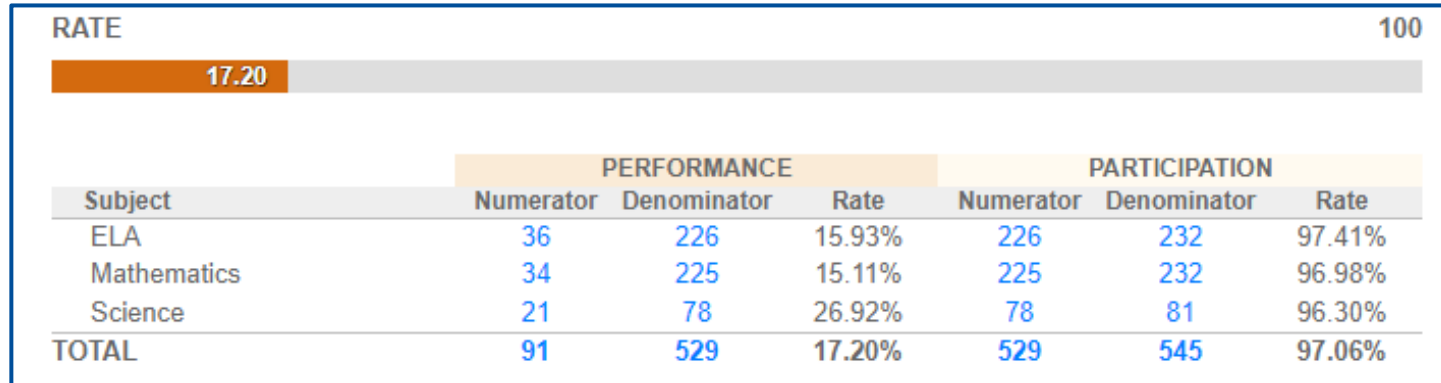 RATE 100
17.20
PERFORMANCE PARTICIPATION
Subject Numerator Denominator Rate Numerator Denominator Rate
ELA 36 226 15.93% 226 232 97.41%
Mathematics 34 225 15.11% 225 232 96.98%
Science 21 78 26.92% 78 81 96.30%
TOTAL 91 529 17.20% 529 545 97.06%